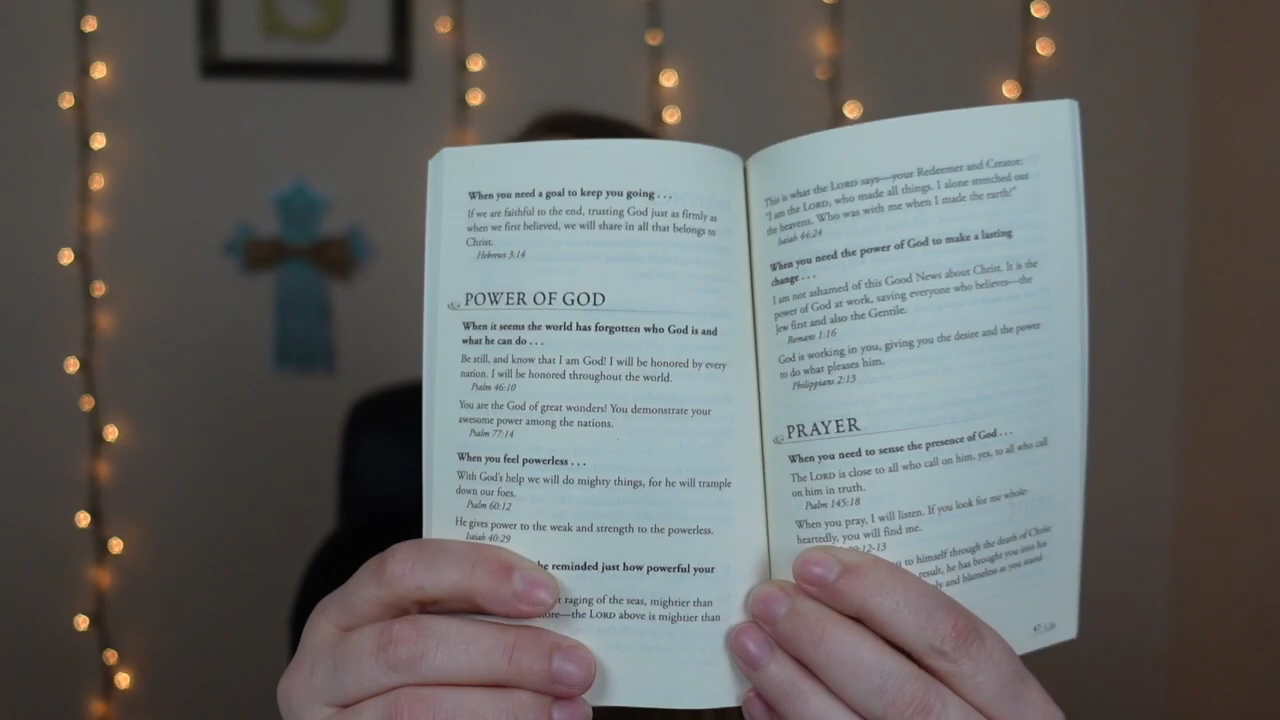 When you need a goal to keep you going . . .
If we are faithful to the end, trusting God just as firmly as
when we first believed, we will share in all that belongs to
Christ.
Hebrews 3:14
POWER OF GOD
When it seems the world has forgotten who God is and
what he can do . . .
Be still, and know that I am God! I will be honored by every
nation. I will be honored throughout the world.
Psalm 46:10
You are the God of great wonders! You demonstrate your
awesome power among the nations.
Psalm 77:14
When you feel powerless . . .
With God's help we will do mighty things, for he will trample
down our foes.
Psalm 60:12
He gives power to the weak and strength to the powerless.
Isaiah 40:29
be reminded just how powerful your
raging of the seas, mightier than
—the LORD above is mightier than
This is what the LORD says—your Redeemer and Creator:
"I am the LORD, who made all things. I alone stretched out
the heavens. Who was with me when I made the earth?"
Isaiah 44:24
When you need the power of God to make a lasting
change . . .
I am not ashamed of this Good News about Christ. It is the
power of God at work, saving everyone who believes—the
Jew first and also the Gentile.
Romans 1:16
God is working in you, giving you the desire and the power
to do what pleases him.
Philippians 2:13
PRAYER
When you need to sense the presence of God . . .
The LORD is close to all who call on him, yes, to all who call
on him in truth.
Psalm 145:18
When you pray, I will listen. If you look for me whole-
heartedly, you will find me.
:12-13
to himself through the death of Christ
result, he has brought you into his
and blameless as you stand